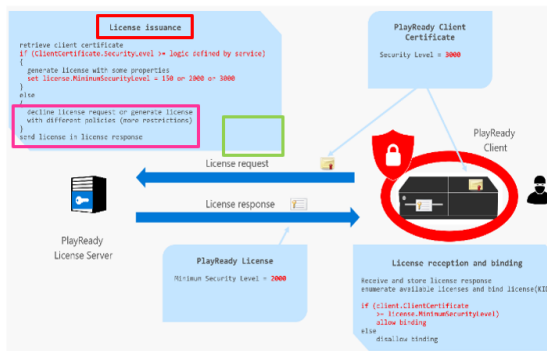 License issuance
retrieve client certificate
if (ClientCertificate.SecurityLevel >= logic defined by service)
{
generate license with some properties
set license.MinimumSecurityLevel = 150 or 2000 or 3000
}
else
{
decline license request or generate license
with different policies (more restrictions)
}
send license in license response
PlayReady Client
Certificate
Security Level = 3000
PlayReady
Client
License request
License response
PlayReady
License Server
PlayReady License
Minimun Security Level = 2000
License reception and binding
Receive and store license response
enumerate available licenses and bind license(KI
if (client.ClientCertificate
>= license.MinimumSecurityLevel)
allow binding
else
disallow binding